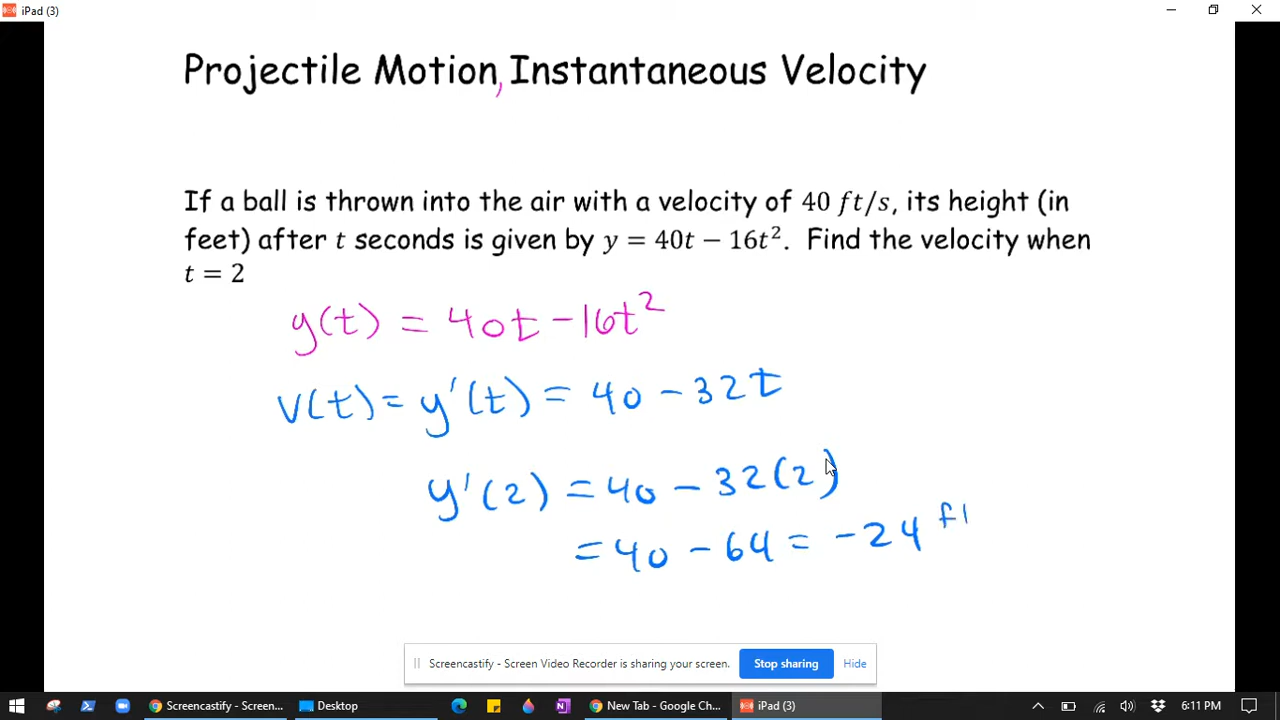 iPad (3)
Projectile Motion, Instantaneous Velocity
If a ball is thrown into the air with a velocity of 40 ft/s, its height (in
feet) after t seconds is given by y = 40t − 16t². Find the velocity when
t = 2
y(t) = 40t − 16t²
v(t) = y'(t) = 40 − 32t
y'(2) = 40 − 32(2)
= 40 − 64 = −24 ft
Screencastify - Screen Video Recorder is sharing your screen. Stop sharing Hide
Screencastify - Screen... Desktop New Tab - Google Ch... iPad (3) 6:11 PM